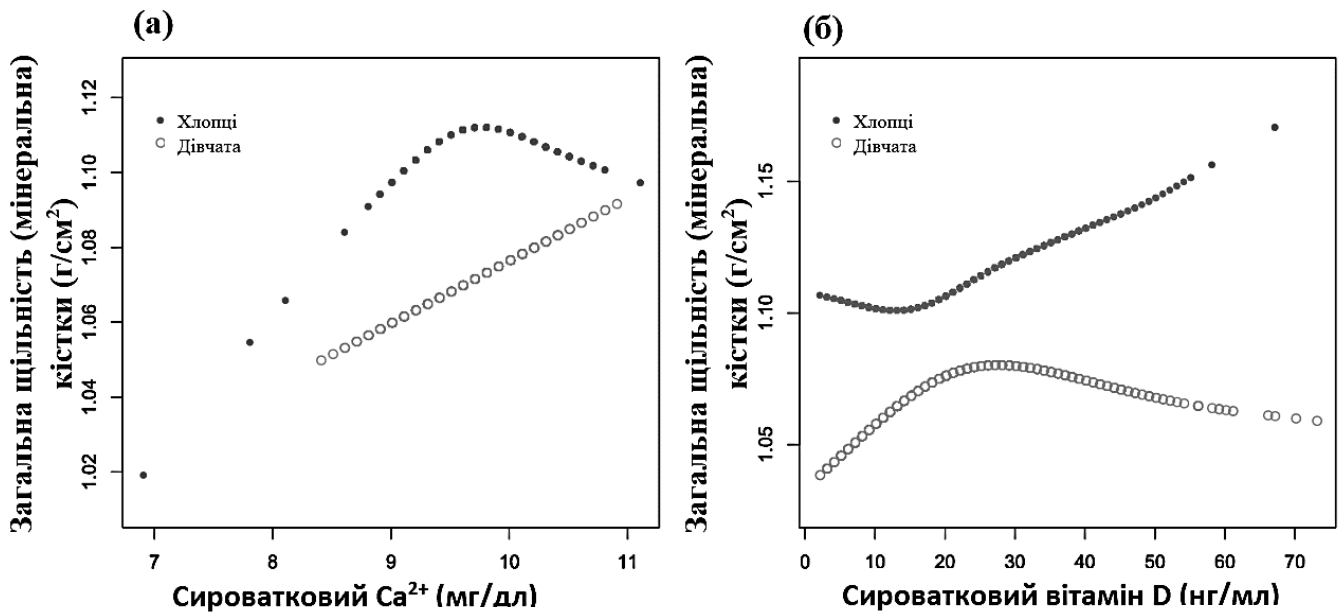 (а)
Загальна щільність (мінеральна)
кістки (г/см²)
1.02 1.04 1.06 1.08 1.10 1.12
Хлопці
Дівчата
7 8 9 10 11
Сироватковий Ca²⁺ (мг/дл)
(б)
Загальна щільність (мінеральна)
кістки (г/см²)
1.05 1.10 1.15
Хлопці
Дівчата
0 10 20 30 40 50 60 70
Сироватковий вітамін D (нг/мл)